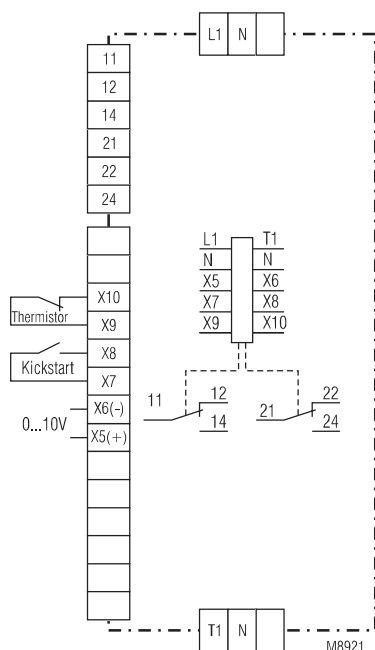 L1 N
11
12
14
21
22
24
L1 T1
N N
X5 X6
X7 X8
X9 X10
X10
Thermistor X9
X8
Kickstart X7
X6(-)
0...10V X5(+)
11 12 14
21 22 24
T1 N
M8921